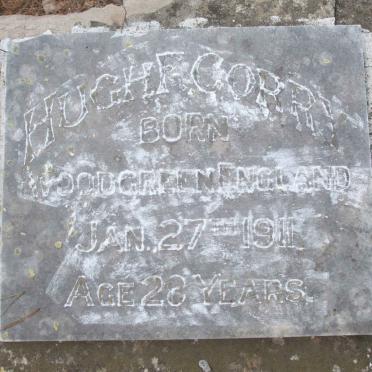 HUGH F. CORRY
BORN
WOODGREEN, ENGLAND
JAN. 27TH 1911
AGE 28 YEARS.